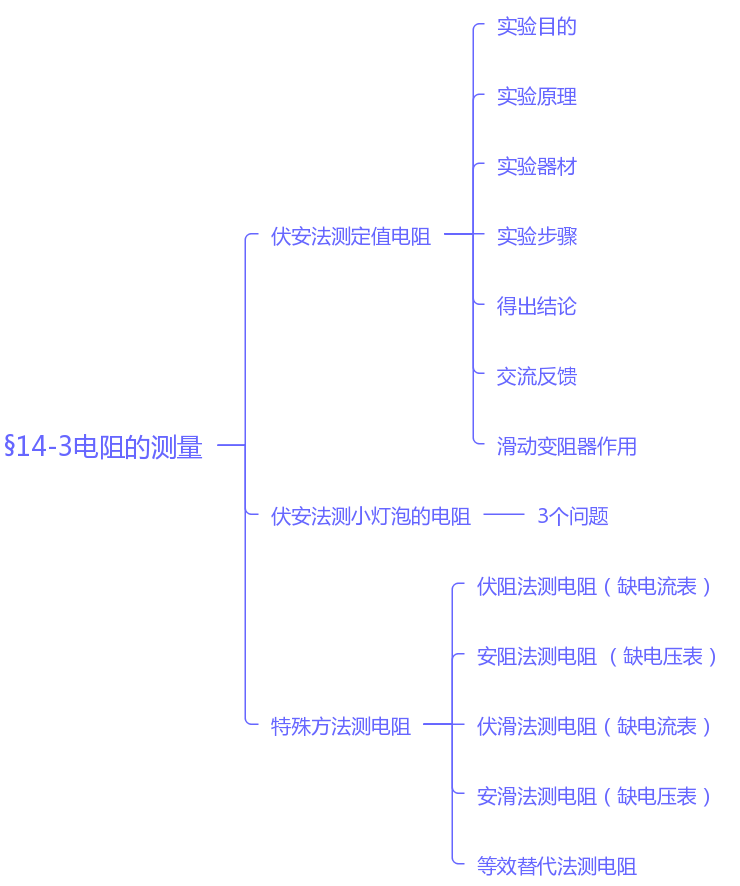 §14-3电阻的测量
伏安法测定值电阻
实验目的
实验原理
实验器材
实验步骤
得出结论
交流反馈
滑动变阻器作用
伏安法测小灯泡的电阻
3个问题
特殊方法测电阻
伏阻法测电阻（缺电流表）
安阻法测电阻 （缺电压表）
伏滑法测电阻（缺电流表）
安滑法测电阻（缺电压表）
等效替代法测电阻